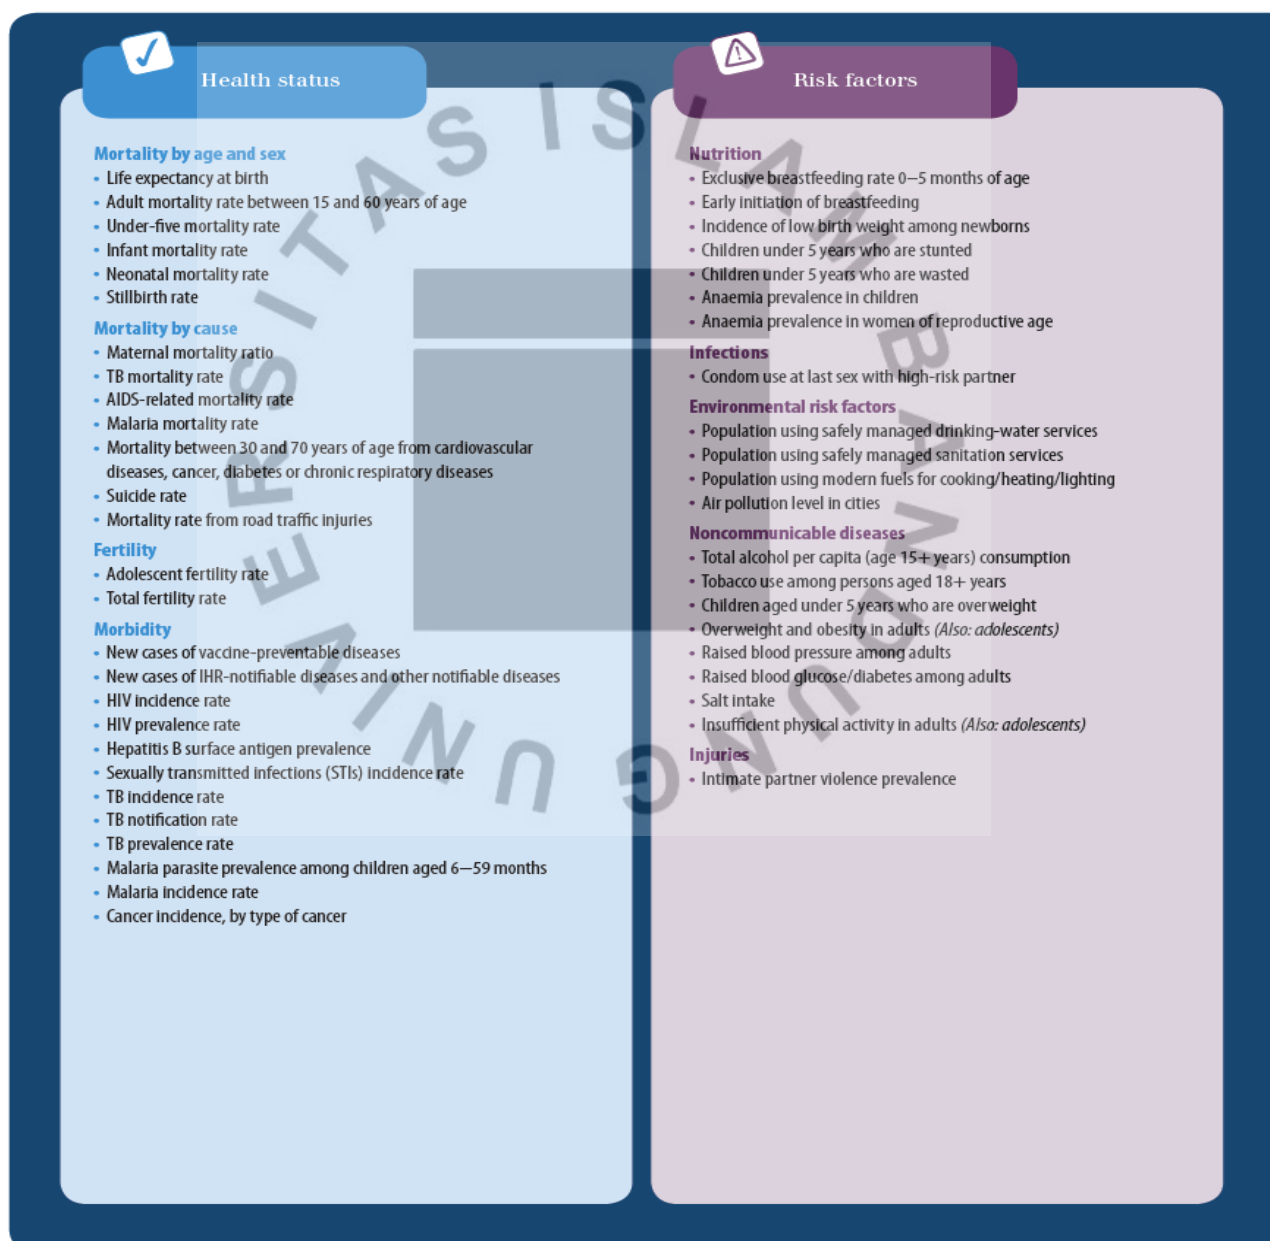 Health status
Mortality by age and sex
• Life expectancy at birth
• Adult mortality rate between 15 and 60 years of age
• Under-five mortality rate
• Infant mortality rate
• Neonatal mortality rate
• Stillbirth rate
Mortality by cause
• Maternal mortality ratio
• TB mortality rate
• AIDS-related mortality rate
• Malaria mortality rate
• Mortality between 30 and 70 years of age from cardiovascular
diseases, cancer, diabetes or chronic respiratory diseases
• Suicide rate
• Mortality rate from road traffic injuries
Fertility
• Adolescent fertility rate
• Total fertility rate
Morbidity
• New cases of vaccine-preventable diseases
• New cases of IHR-notifiable diseases and other notifiable diseases
• HIV incidence rate
• HIV prevalence rate
• Hepatitis B surface antigen prevalence
• Sexually transmitted infections (STIs) incidence rate
• TB incidence rate
• TB notification rate
• TB prevalence rate
• Malaria parasite prevalence among children aged 6–59 months
• Malaria incidence rate
• Cancer incidence, by type of cancer
Risk factors
Nutrition
• Exclusive breastfeeding rate 0–5 months of age
• Early initiation of breastfeeding
• Incidence of low birth weight among newborns
• Children under 5 years who are stunted
• Children under 5 years who are wasted
• Anaemia prevalence in children
• Anaemia prevalence in women of reproductive age
Infections
• Condom use at last sex with high-risk partner
Environmental risk factors
• Population using safely managed drinking-water services
• Population using safely managed sanitation services
• Population using modern fuels for cooking/heating/lighting
• Air pollution level in cities
Noncommunicable diseases
• Total alcohol per capita (age 15+ years) consumption
• Tobacco use among persons aged 18+ years
• Children aged under 5 years who are overweight
• Overweight and obesity in adults (Also: adolescents)
• Raised blood pressure among adults
• Raised blood glucose/diabetes among adults
• Salt intake
• Insufficient physical activity in adults (Also: adolescents)
Injuries
• Intimate partner violence prevalence
UNIVERSITAS ISLAM BANDUNG